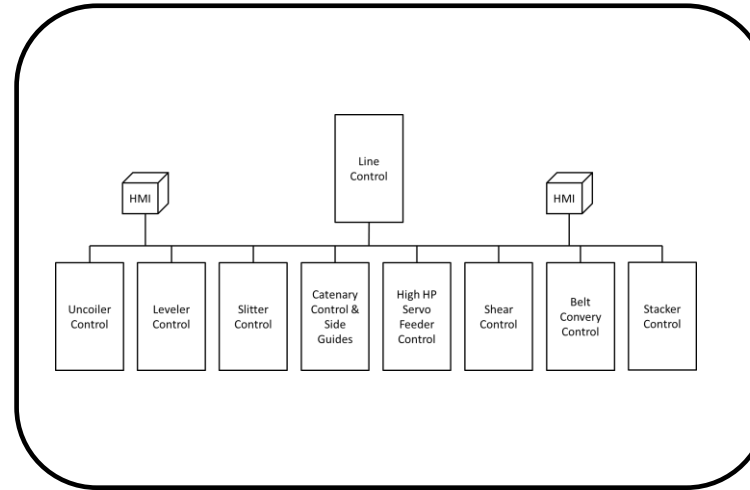 Line
Control
HMI
HMI
Uncoiler
Control
Leveler
Control
Slitter
Control
Catenary
Control &
Side
Guides
High HP
Servo
Feeder
Control
Shear
Control
Belt
Convery
Control
Stacker
Control